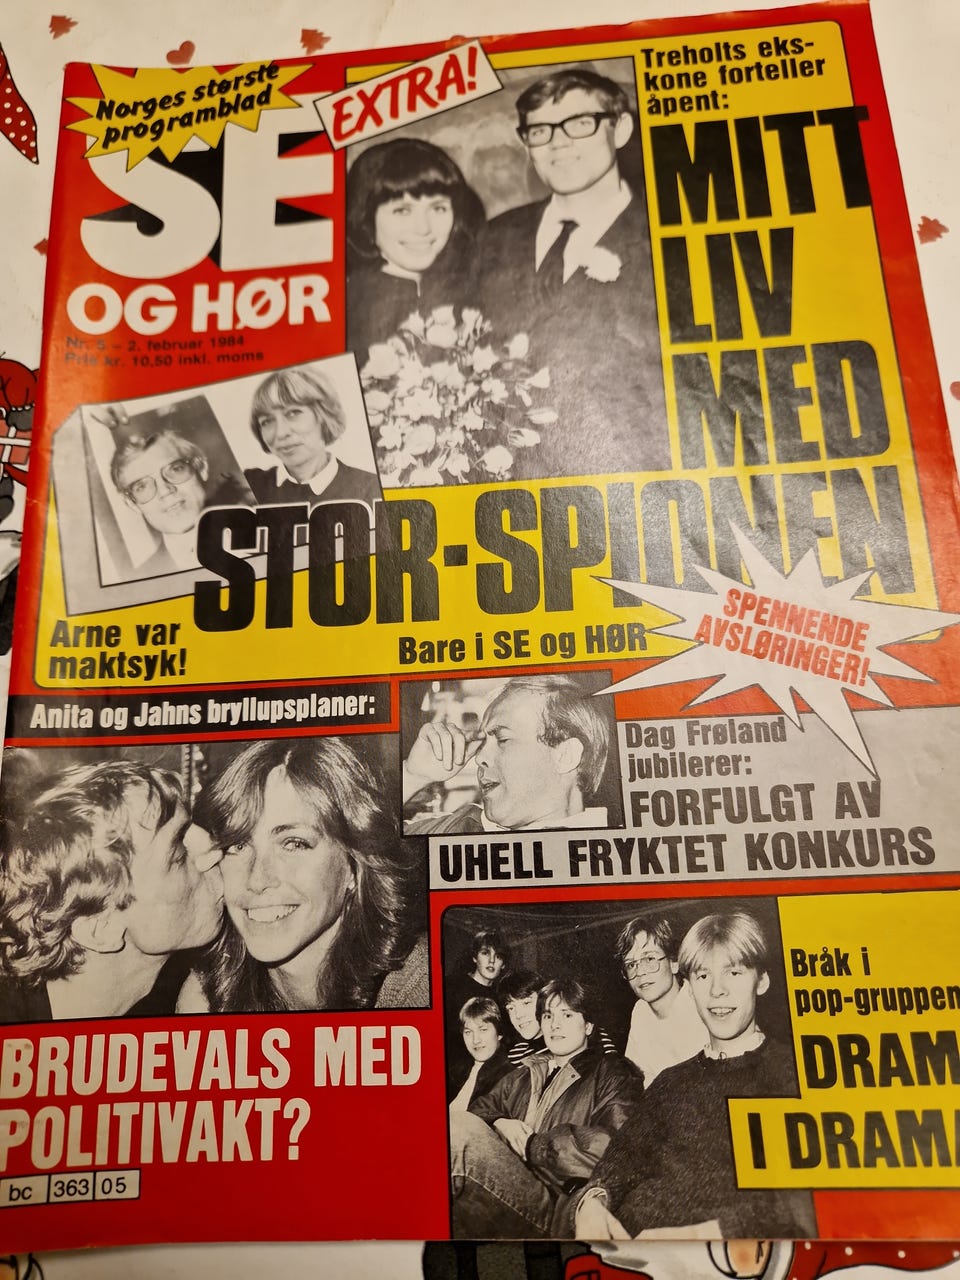 Norges største
programblad
SE
OG HØR
Nr. 5 – 2. februar 1984
Pris kr. 10,50 inkl. moms
EXTRA!
Treholts eks-
kone forteller
åpent:
MITT
LIV
MED
STOR-SPIONEN
Arne var
maktsyk!
Bare i SE og HØR
SPENNENDE
AVSLØRINGER!
Anita og Jahns bryllupsplaner:
BRUDEVALS MED
POLITIVAKT?
Dag Frøland
jubilerer:
FORFULGT AV
UHELL FRYKTET KONKURS
Bråk i
pop-gruppen
DRAM
I DRAMA
bc 363 05